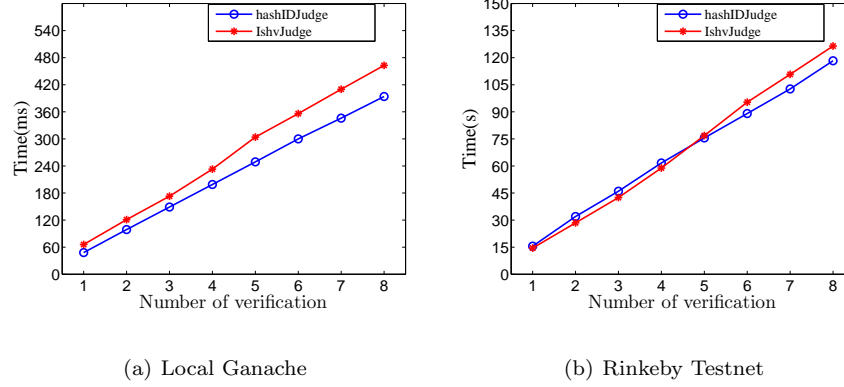 hashIDJudge
IshvJudge
540
480
420
360
300
240
180
120
60
0
Time(ms)
1 2 3 4 5 6 7 8
Number of verification
(a) Local Ganache
hashIDJudge
IshvJudge
150
135
120
105
90
75
60
45
30
15
0
Time(s)
1 2 3 4 5 6 7 8
Number of verification
(b) Rinkeby Testnet